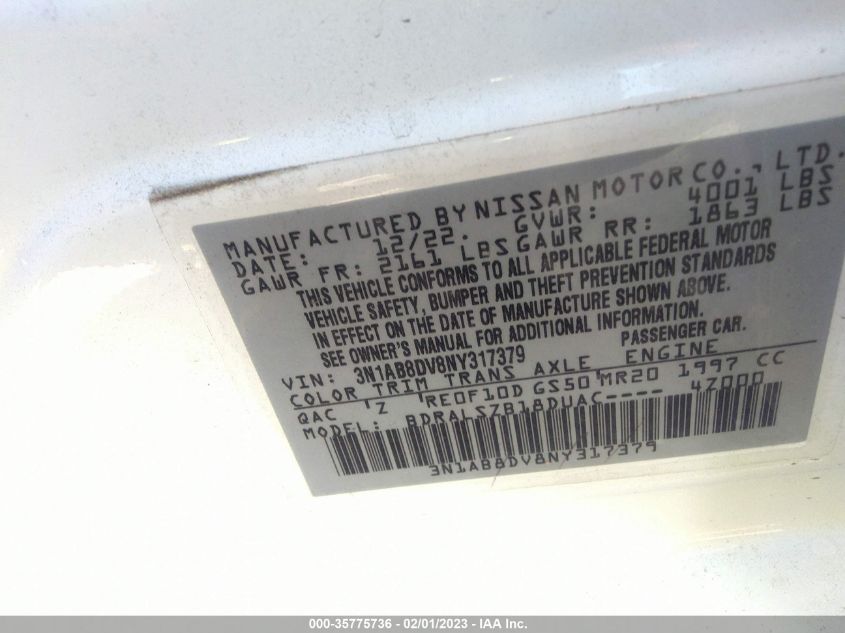 MANUFACTURED BY NISSAN MOTOR CO., LTD.
DATE: 12/22. GVWR: 4001 LBS
GAWR FR: 2161 LBS GAWR RR: 1863 LBS
THIS VEHICLE CONFORMS TO ALL APPLICABLE FEDERAL MOTOR
VEHICLE SAFETY, BUMPER AND THEFT PREVENTION STANDARDS
IN EFFECT ON THE DATE OF MANUFACTURE SHOWN ABOVE.
SEE OWNER'S MANUAL FOR ADDITIONAL INFORMATION.
VIN: 3N1AB8DV8NY317379 PASSENGER CAR.
COLOR TRIM TRANS AXLE ENGINE
QAC 'Z 'RE0F10D GS50'MR20 1997 CC
MODEL: BDRALSZB18DUAC---- 4Z000
3N1AB8DV8NY317379
000-35775736 - 02/01/2023 - IAA Inc.